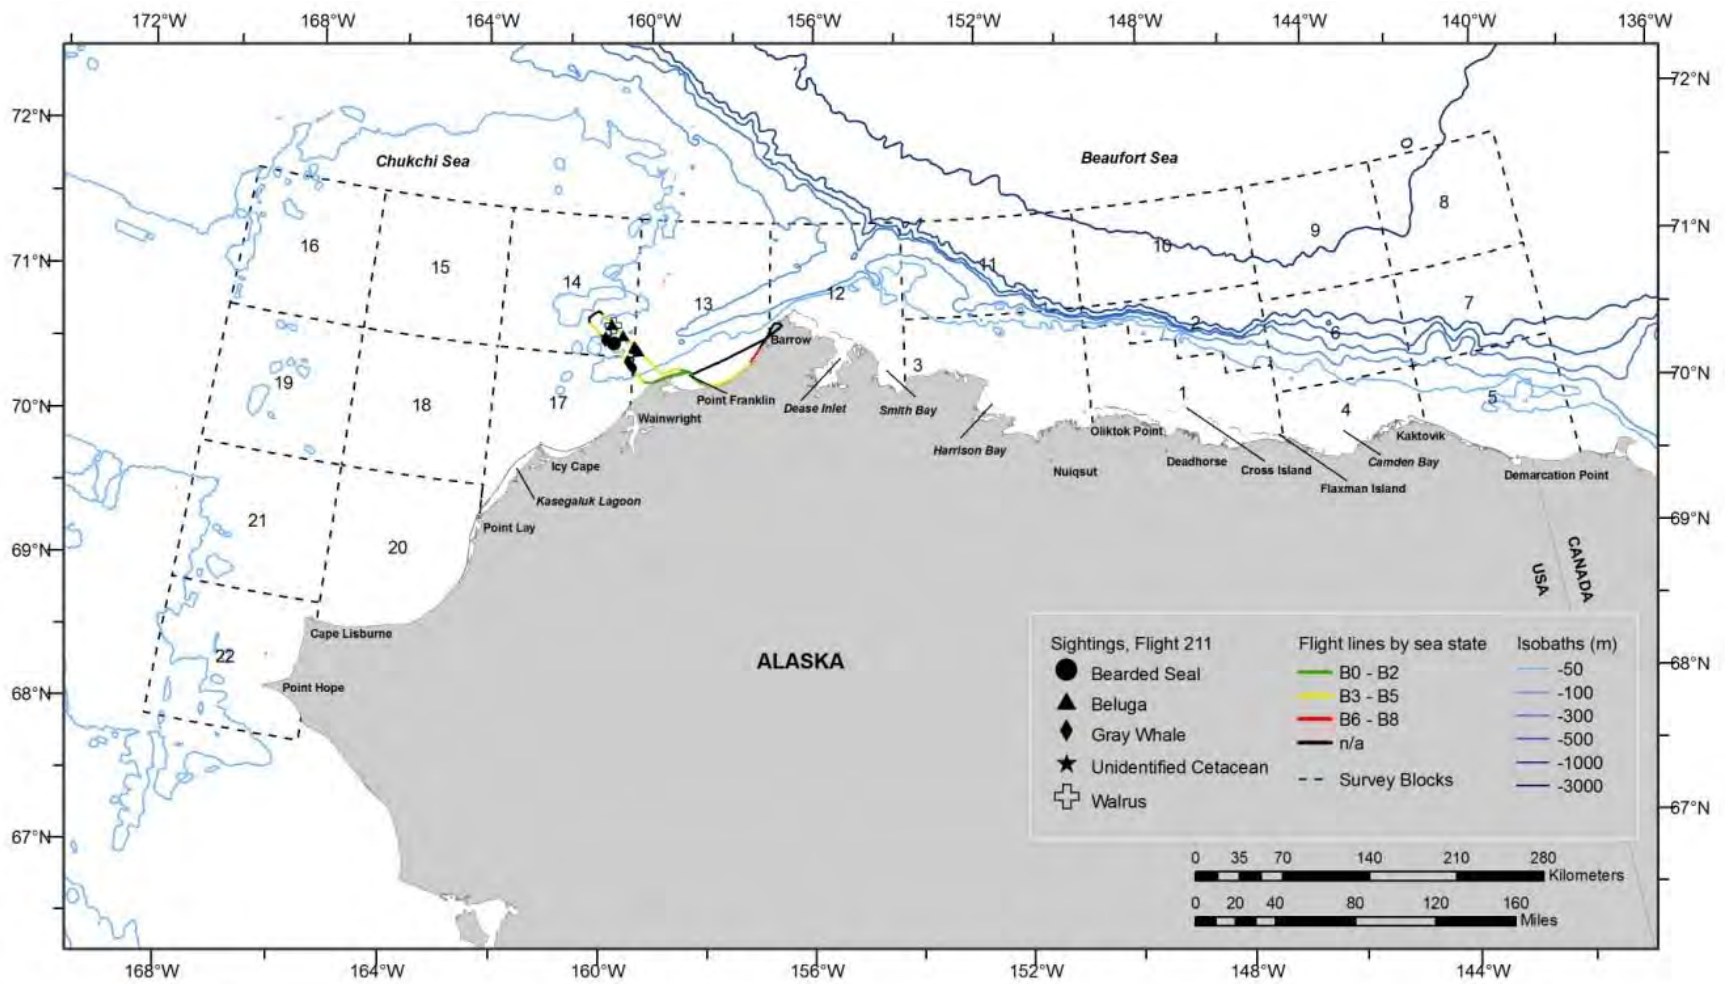 172°W 168°W 164°W 160°W 156°W 152°W 148°W 144°W 140°W 136°W
72°N 72°N
Chukchi Sea Beaufort Sea
71°N 71°N
16 15 14 13 12 11 10 9 8
7
2 6
70°N 70°N
19 18 17 3 1 4 5
Barrow
Point Franklin
Dease Inlet
Smith Bay
Wainwright
Harrison Bay
Oliktok Point
Kaktovik
Icy Cape
Nuiqsut
Deadhorse
Cross Island
Camden Bay
Flaxman Island
Demarcation Point
Kasegaluk Lagoon
69°N 69°N
21 20
Point Lay
USA
CANADA
Cape Lisburne
22
68°N 68°N
Point Hope
ALASKA
67°N 67°N
Sightings, Flight 211
Bearded Seal
Beluga
Gray Whale
Unidentified Cetacean
Walrus
Flight lines by sea state
B0 - B2
B3 - B5
B6 - B8
n/a
Survey Blocks
Isobaths (m)
-50
-100
-300
-500
-1000
-3000
0 35 70 140 210 280
Kilometers
0 20 40 80 120 160
Miles
168°W 164°W 160°W 156°W 152°W 148°W 144°W